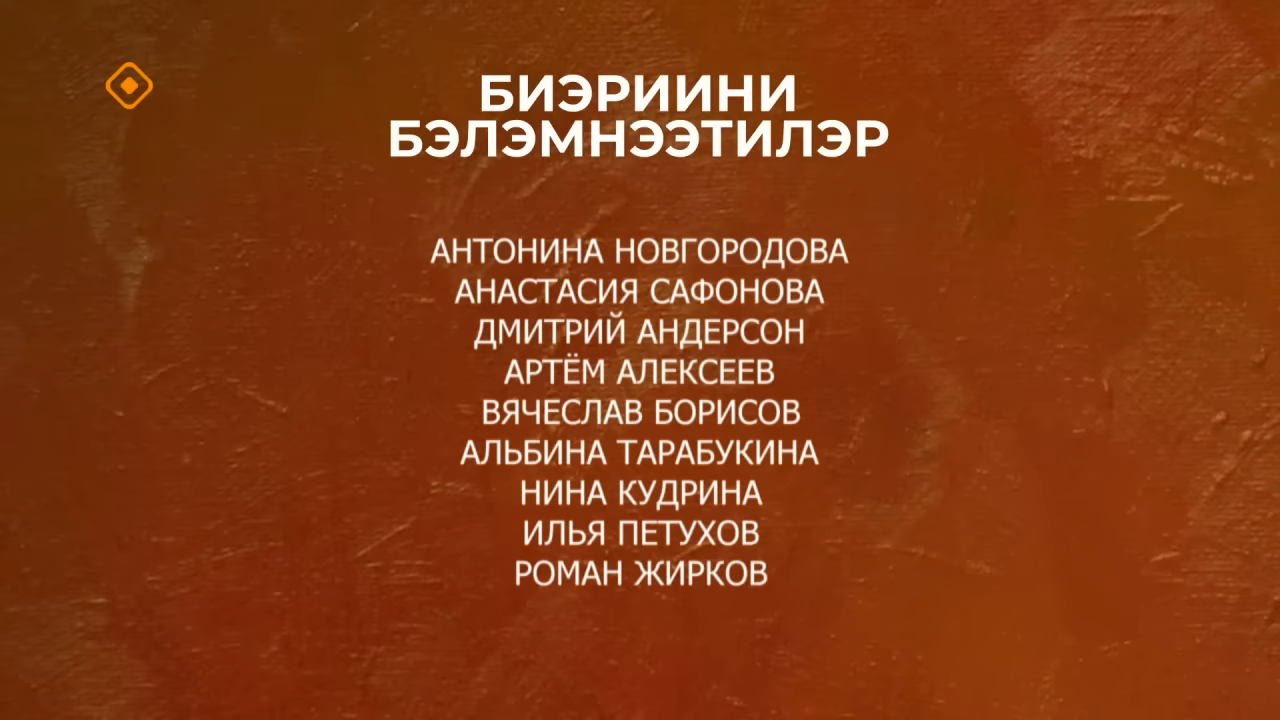 БИЭРИИНИ
БЭЛЭМНЭЭТИЛЭР
АНТОНИНА НОВГОРОДОВА
АНАСТАСИЯ САФОНОВА
ДМИТРИЙ АНДЕРСОН
АРТЁМ АЛЕКСЕЕВ
ВЯЧЕСЛАВ БОРИСОВ
АЛЬБИНА ТАРАБУКИНА
НИНА КУДРИНА
ИЛЬЯ ПЕТУХОВ
РОМАН ЖИРКОВ